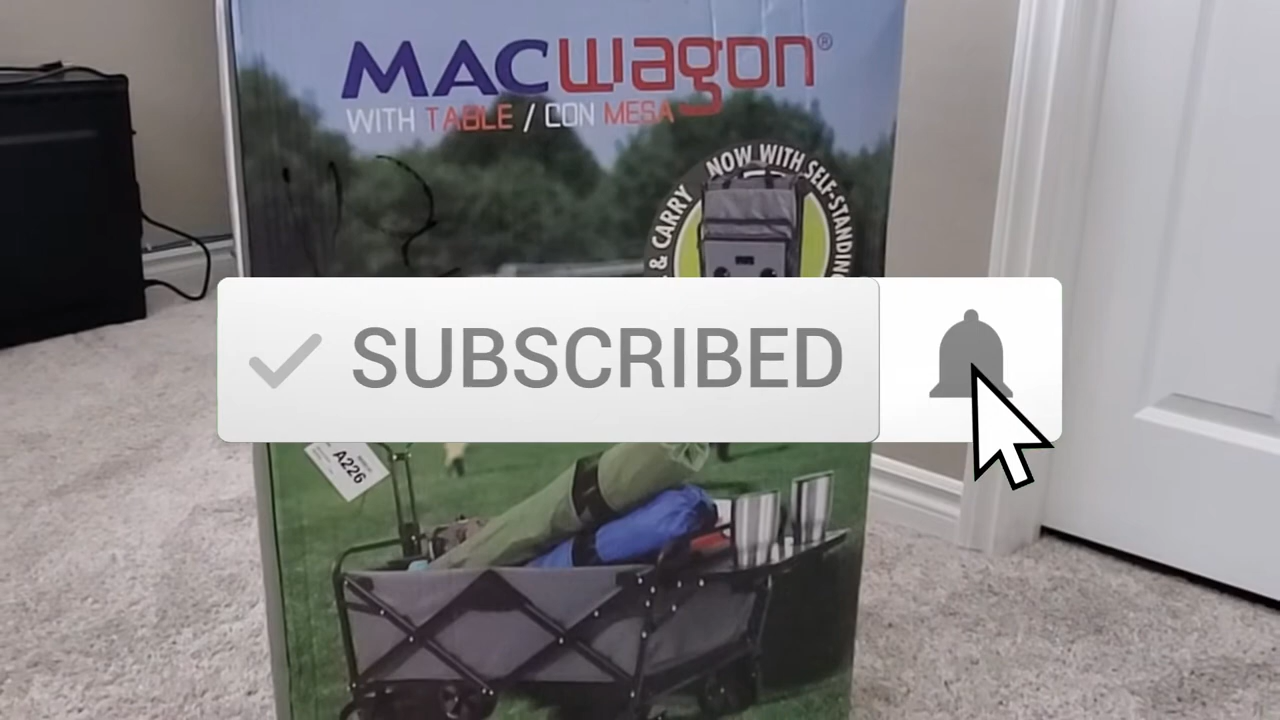 MACwagon®
WITH TABLE / CON MESA
NOW WITH SELF-STANDING
& CARRY
SUBSCRIBED
A226